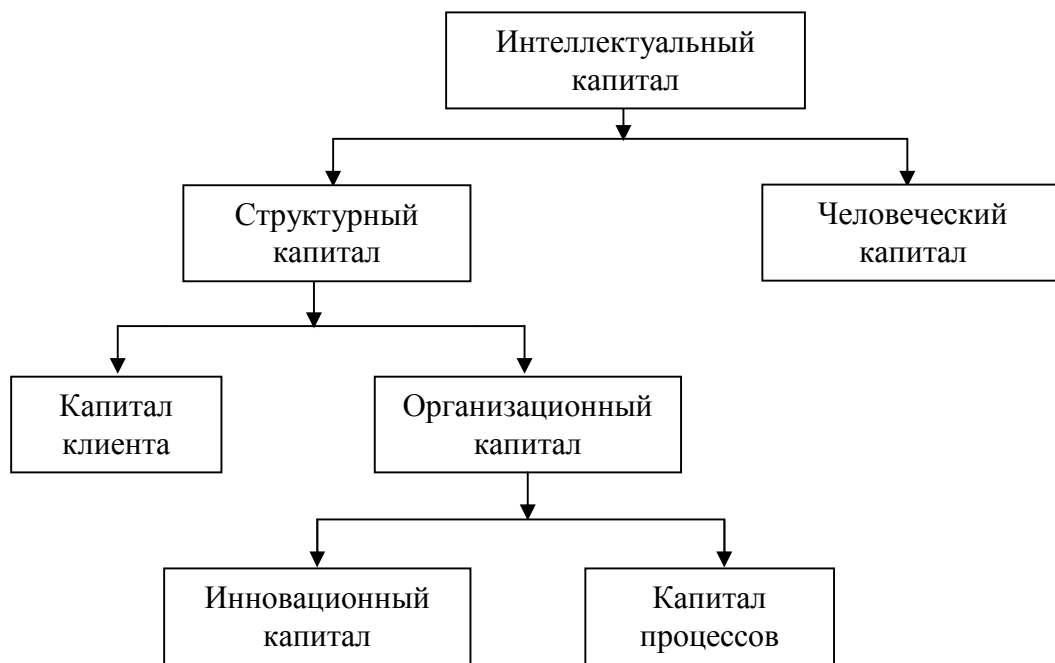 Интеллектуальный
капитал
Структурный
капитал
Человеческий
капитал
Капитал
клиента
Организационный
капитал
Инновационный
капитал
Капитал
процессов